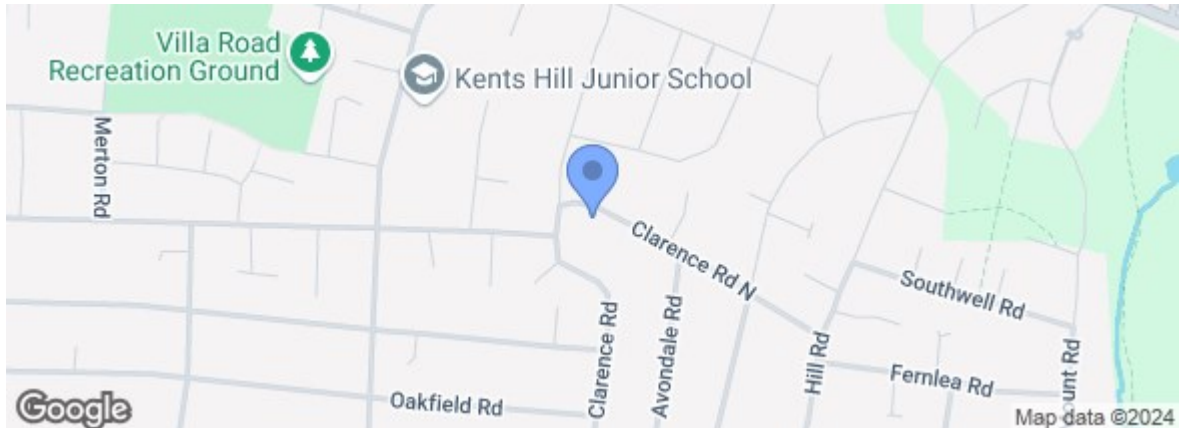 Villa Road
Recreation Ground
Kents Hill Junior School
Merton Rd
Clarence Rd N
Southwell Rd
Clarence Rd
Avondale Rd
Hill Rd
Fernlea Rd
Oakfield Rd
Google
Map data ©2024